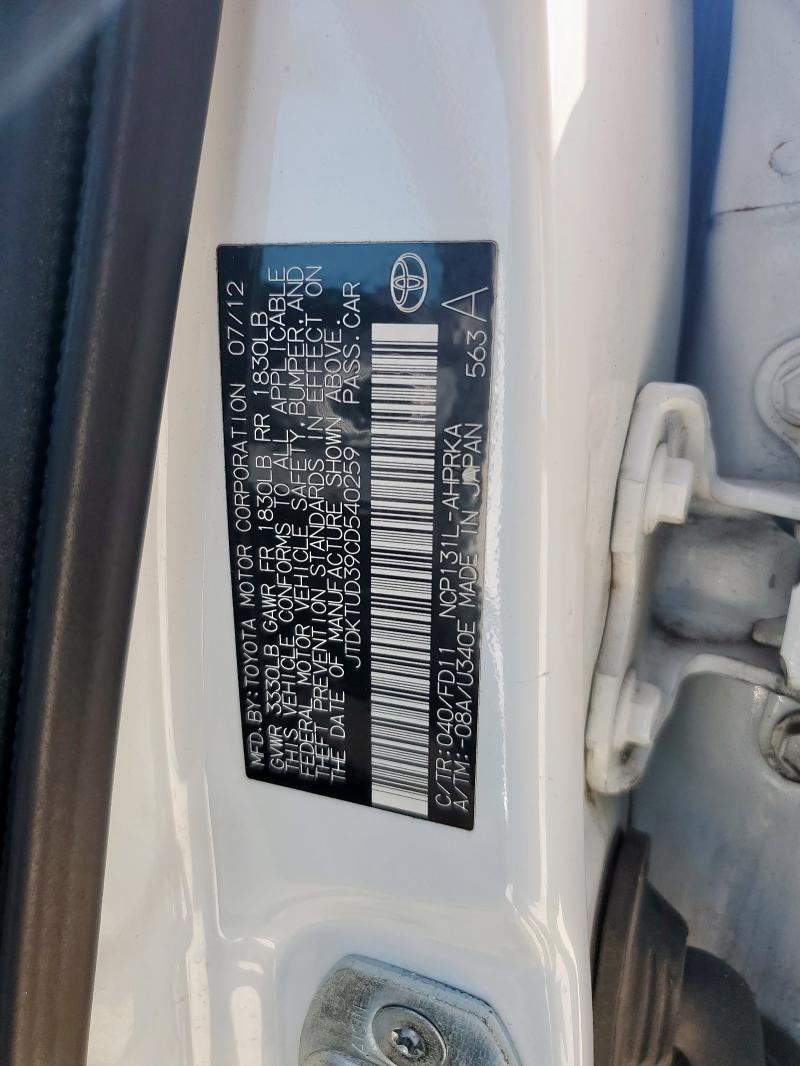 MFD. BY: TOYOTA MOTOR CORPORATION 07/12
GVWR 3330LB GAWR FR 1830LB RR 1830LB
THIS VEHICLE CONFORMS TO ALL APPLICABLE
FEDERAL MOTOR VEHICLE SAFETY, BUMPER, AND
THEFT PREVENTION STANDARDS IN EFFECT ON
THE DATE OF MANUFACTURE SHOWN ABOVE.
JTDKTUD39CD540259 PASS. CAR
C/TR: 040/FD11 NCP131L-AHPRKA
A/TM: -08A/U340E MADE IN JAPAN 563 A